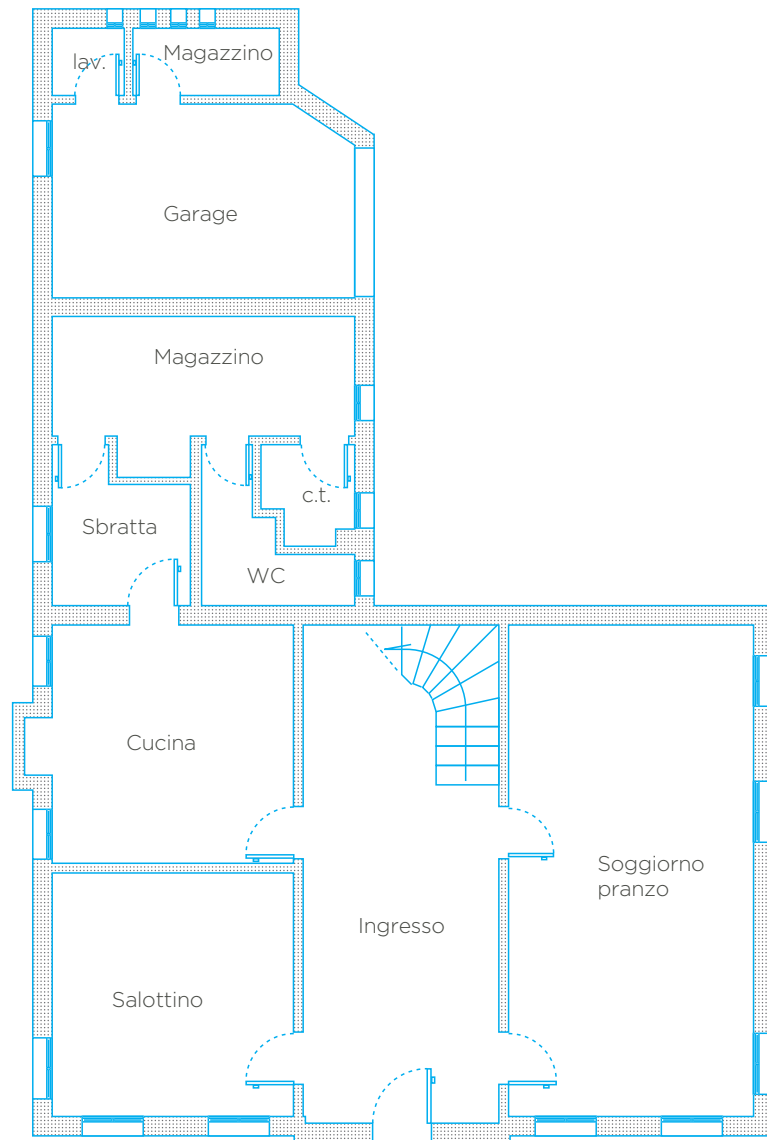 lav.
Magazzino
Garage
Magazzino
c.t.
Sbratta
WC
Cucina
Soggiorno
pranzo
Ingresso
Salottino